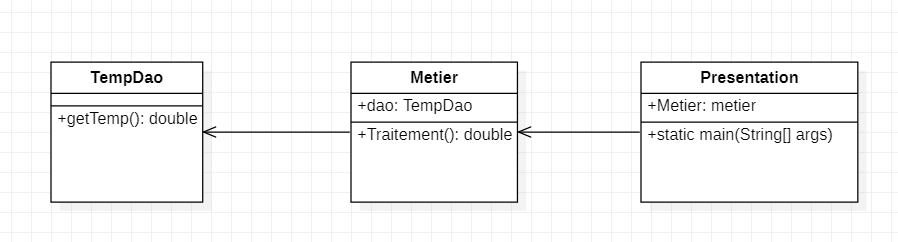 TempDao
+getTemp(): double
Metier
+dao: TempDao
+Traitement(): double
Presentation
+Metier: metier
+static main(String[] args)